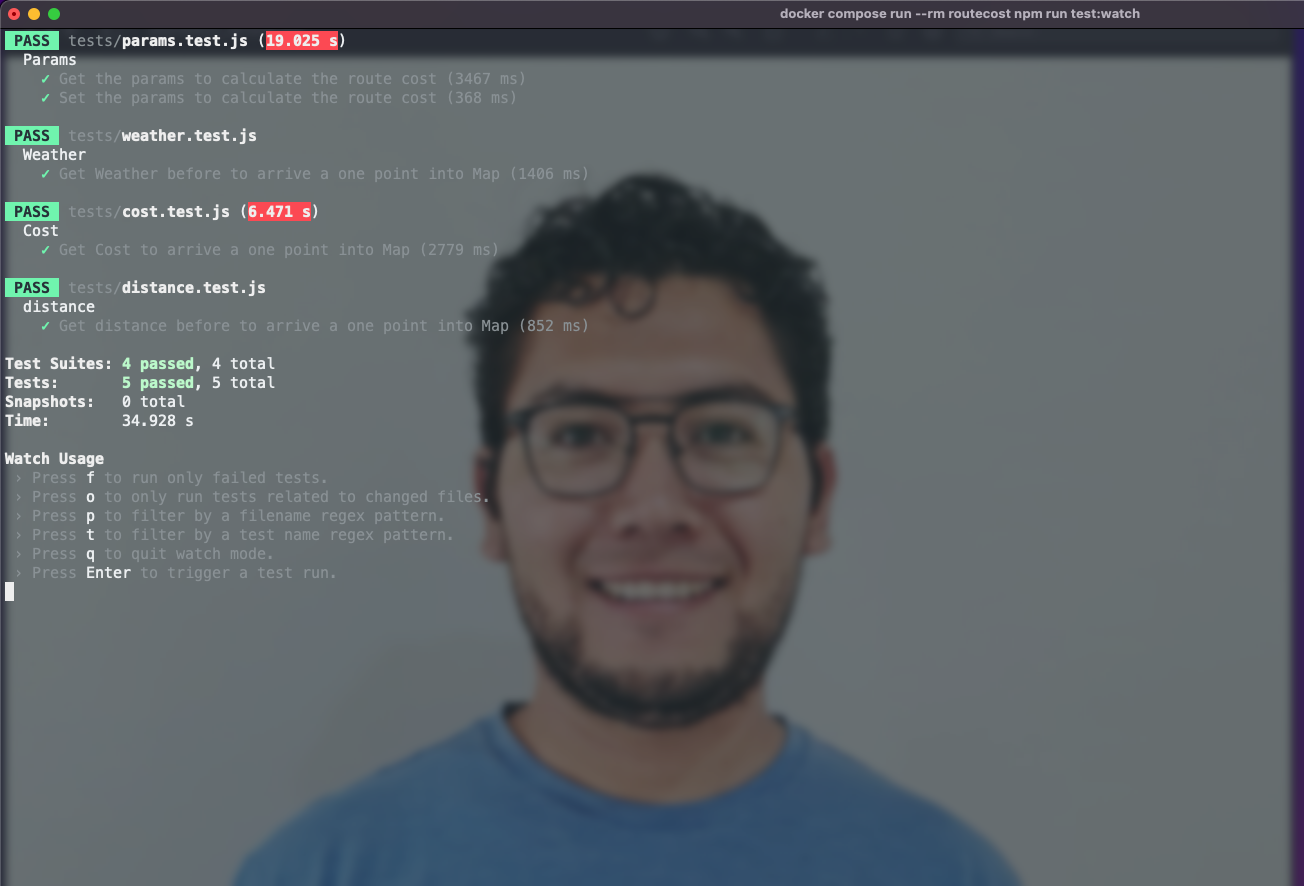 docker compose run --rm routecost npm run test:watch
PASS tests/params.test.js (19.025 s)
Params
✓ Get the params to calculate the route cost (3467 ms)
✓ Set the params to calculate the route cost (368 ms)
PASS tests/weather.test.js
Weather
✓ Get Weather before to arrive a one point into Map (1406 ms)
PASS tests/cost.test.js (6.471 s)
Cost
✓ Get Cost to arrive a one point into Map (2779 ms)
PASS tests/distance.test.js
distance
✓ Get distance before to arrive a one point into Map (852 ms)
Test Suites: 4 passed, 4 total
Tests: 5 passed, 5 total
Snapshots: 0 total
Time: 34.928 s
Watch Usage
› Press f to run only failed tests.
› Press o to only run tests related to changed files.
› Press p to filter by a filename regex pattern.
› Press t to filter by a test name regex pattern.
› Press q to quit watch mode.
› Press Enter to trigger a test run.